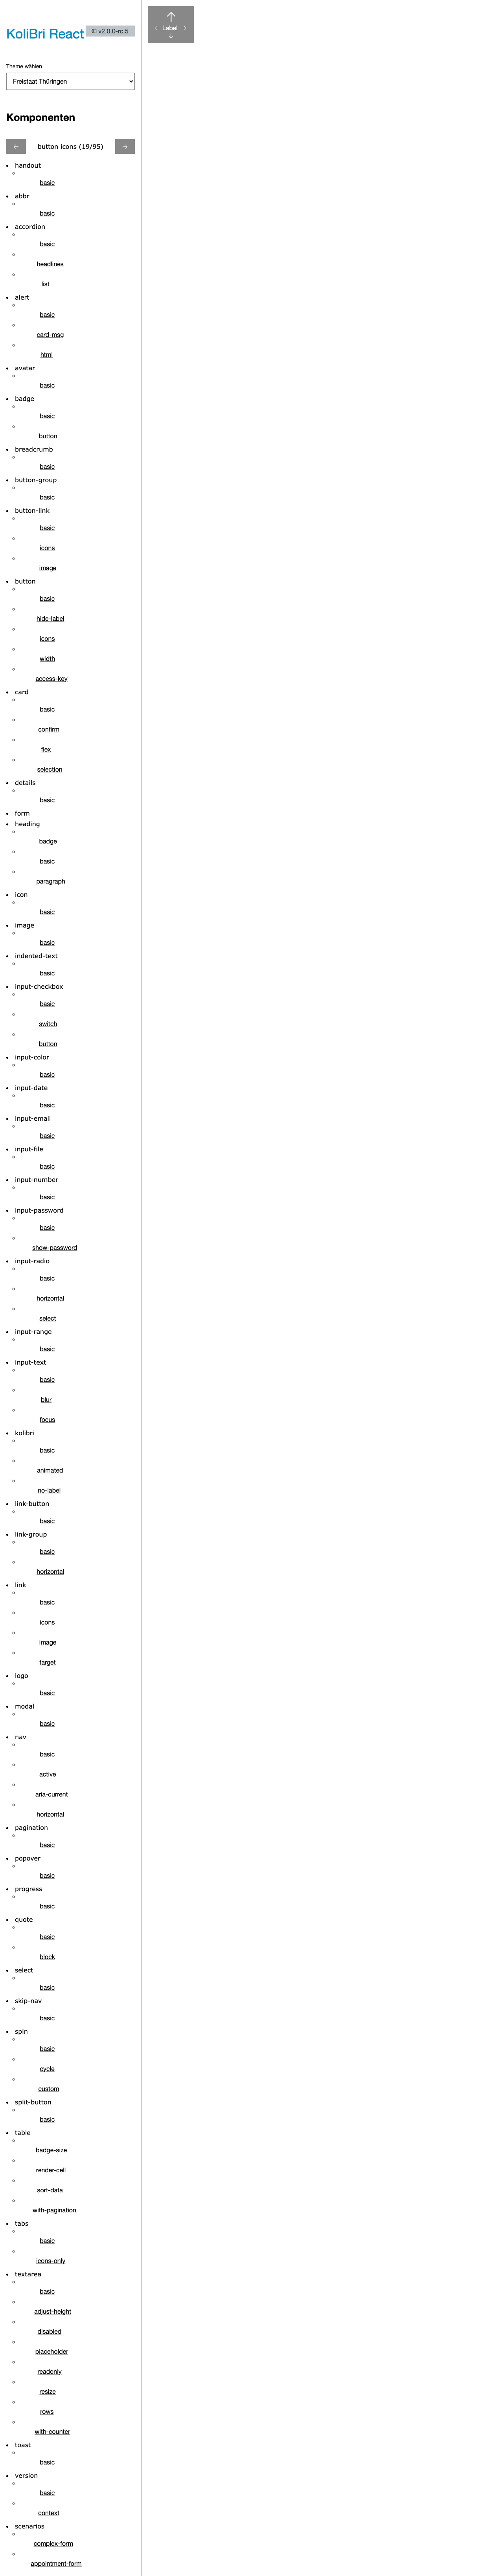 KoliBri React
v2.0.0-rc.5
Theme wählen
Freistaat Thüringen
Komponenten
← button icons (19/95) →
handout
basic
abbr
basic
accordion
basic
headlines
list
alert
basic
card-msg
html
avatar
basic
badge
basic
button
breadcrumb
basic
button-group
basic
button-link
basic
icons
image
button
basic
hide-label
icons
width
access-key
card
basic
confirm
flex
selection
details
basic
form
heading
badge
basic
paragraph
icon
basic
image
basic
indented-text
basic
input-checkbox
basic
switch
button
input-color
basic
input-date
basic
input-email
basic
input-file
basic
input-number
basic
input-password
basic
show-password
input-radio
basic
horizontal
select
input-range
basic
input-text
basic
blur
focus
kolibri
basic
animated
no-label
link-button
basic
link-group
basic
horizontal
link
basic
icons
image
target
logo
basic
modal
basic
nav
basic
active
aria-current
horizontal
pagination
basic
popover
basic
progress
basic
quote
basic
block
select
basic
skip-nav
basic
spin
basic
cycle
custom
split-button
basic
table
badge-size
render-cell
sort-data
with-pagination
tabs
basic
icons-only
textarea
basic
adjust-height
disabled
placeholder
readonly
resize
rows
with-counter
toast
basic
version
basic
context
scenarios
complex-form
appointment-form
↑
← Label →
↓